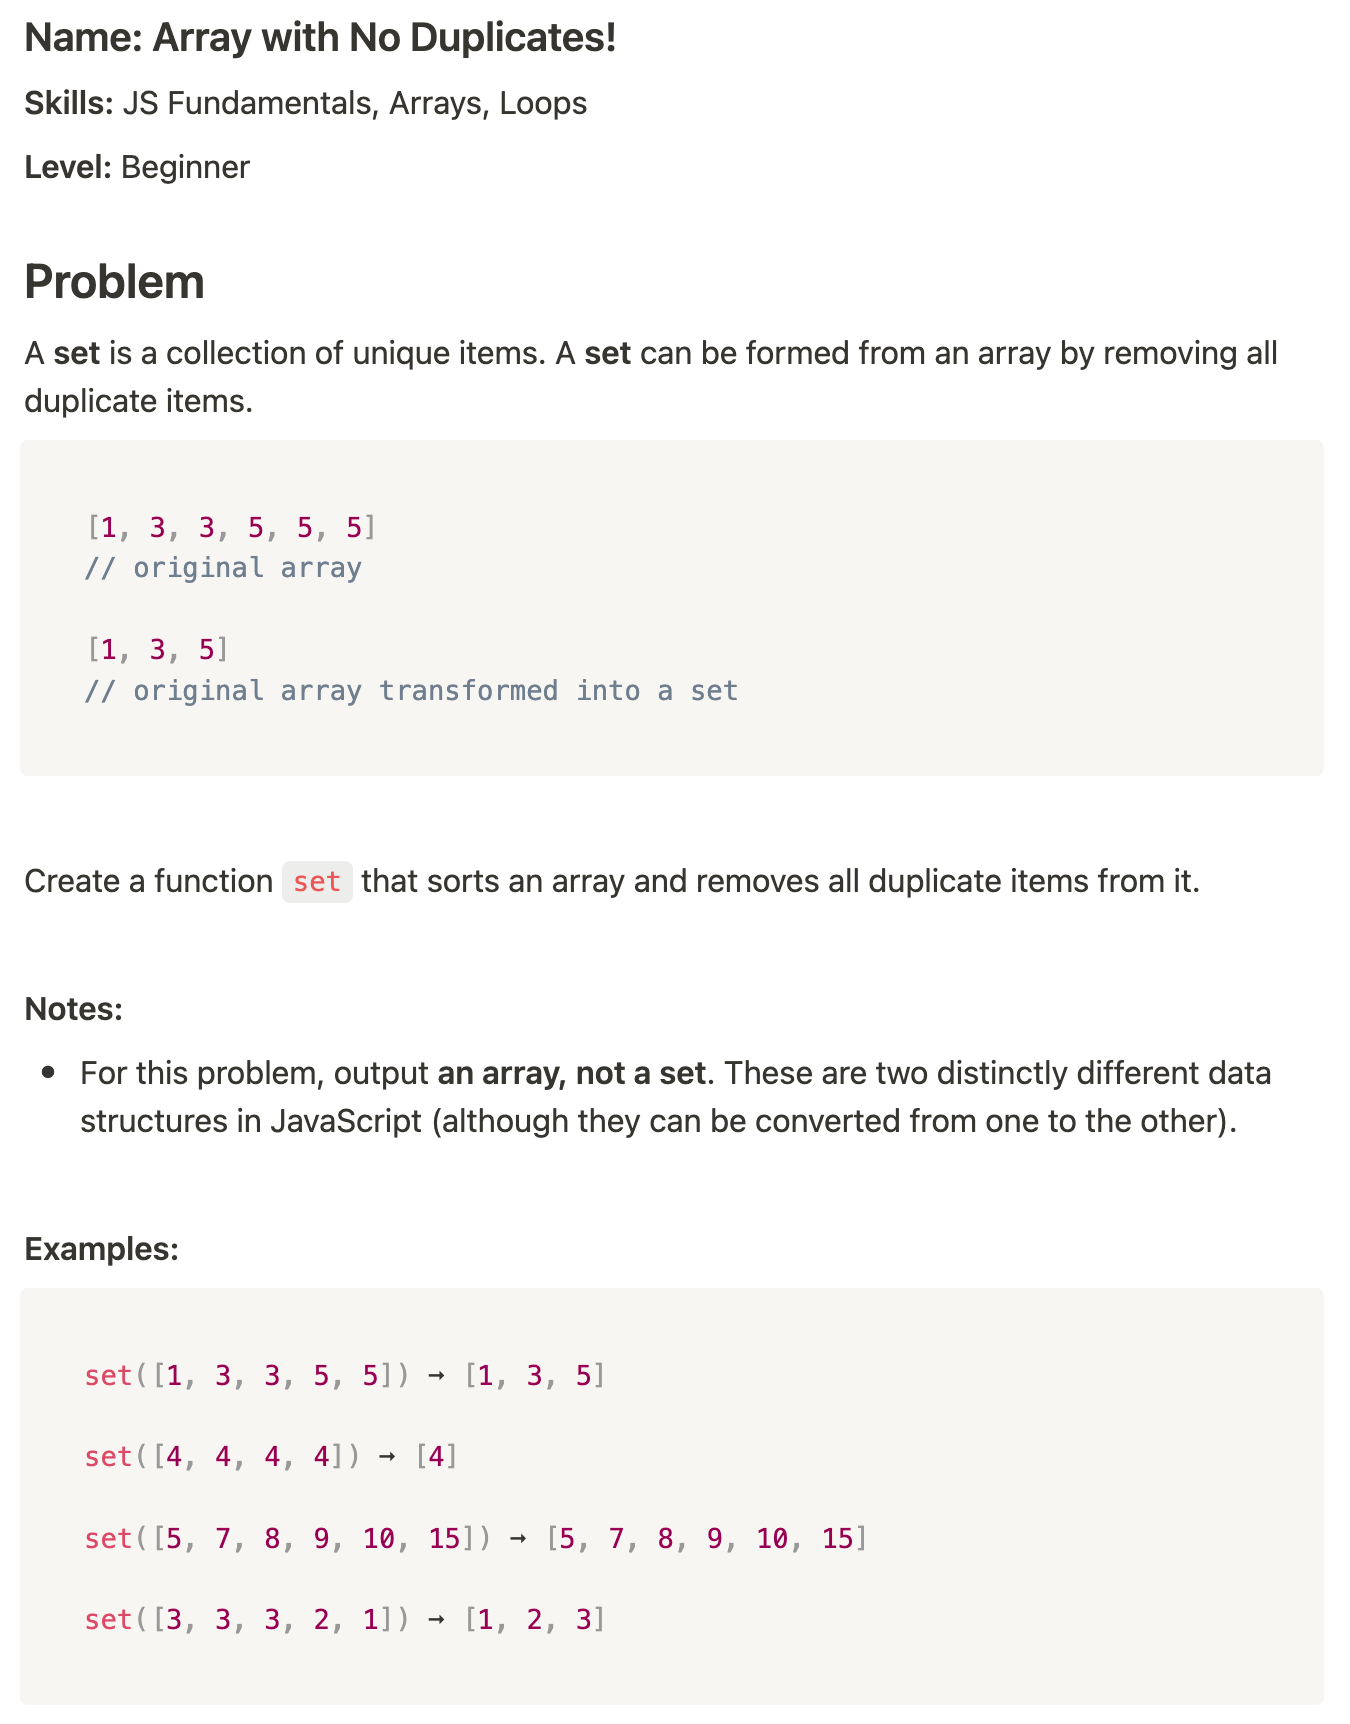 Name: Array with No Duplicates!
Skills: JS Fundamentals, Arrays, Loops
Level: Beginner
Problem
A set is a collection of unique items. A set can be formed from an array by removing all
duplicate items.
[1, 3, 3, 5, 5, 5]
// original array
[1, 3, 5]
// original array transformed into a set
Create a function set that sorts an array and removes all duplicate items from it.
Notes:
• For this problem, output an array, not a set. These are two distinctly different data
structures in JavaScript (although they can be converted from one to the other).
Examples:
set([1, 3, 3, 5, 5]) → [1, 3, 5]
set([4, 4, 4, 4]) → [4]
set([5, 7, 8, 9, 10, 15]) → [5, 7, 8, 9, 10, 15]
set([3, 3, 3, 2, 1]) → [1, 2, 3]